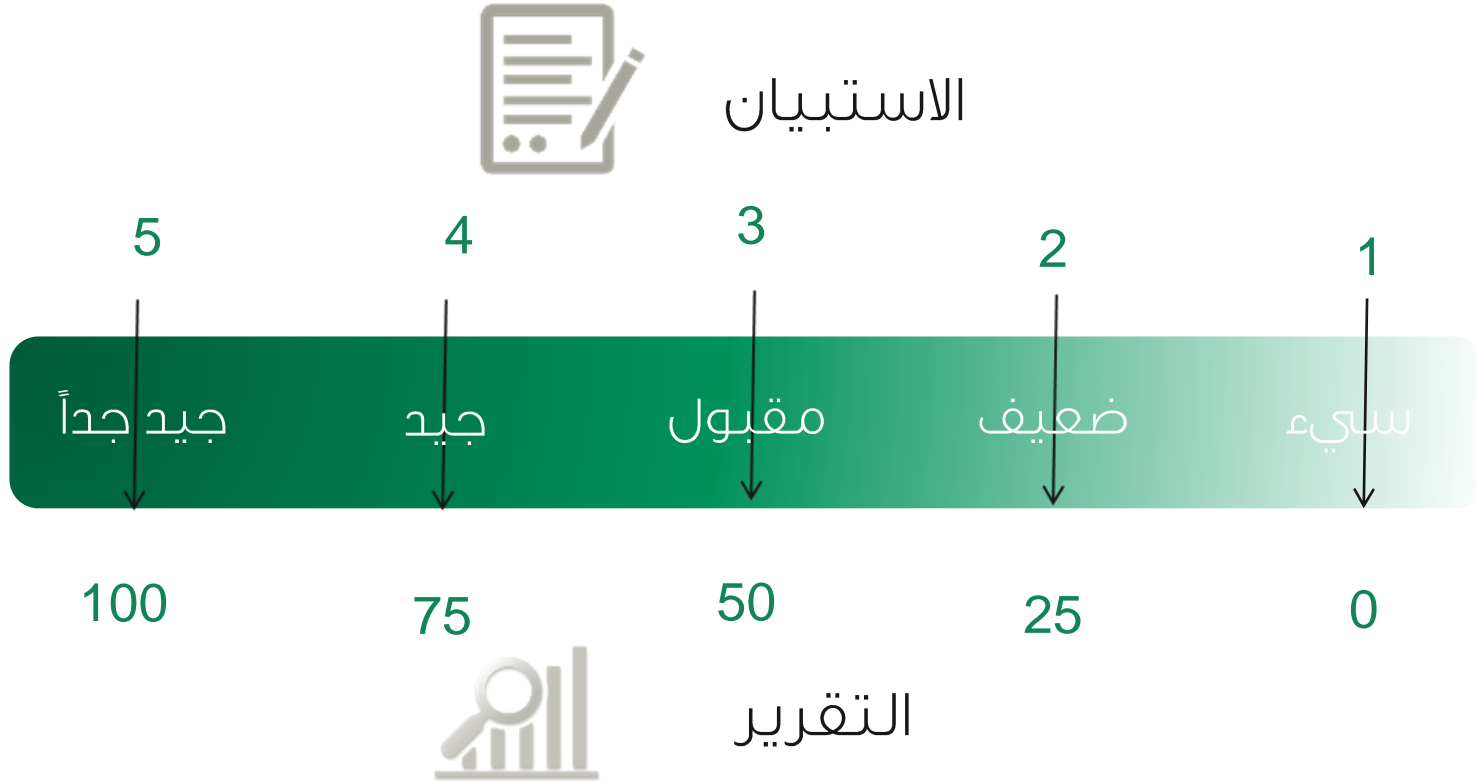 الاستبيان
1 2 3 4 5
سيء ضعيف مقبول جيد جيد جداً
0 25 50 75 100
التقرير